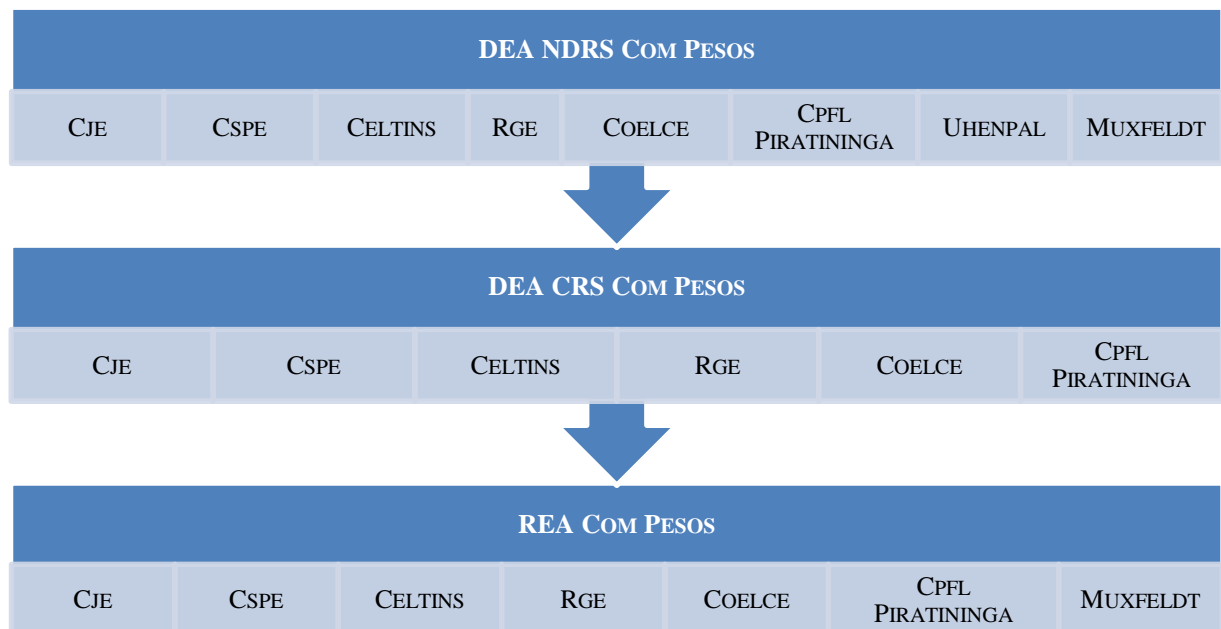 DEA NDRS COM PESOS
CJE CSPE CELTINS RGE COELCE CPFL PIRATININGA UHENPAL MUXFELDT
DEA CRS COM PESOS
CJE CSPE CELTINS RGE COELCE CPFL PIRATININGA
REA COM PESOS
CJE CSPE CELTINS RGE COELCE CPFL PIRATININGA MUXFELDT